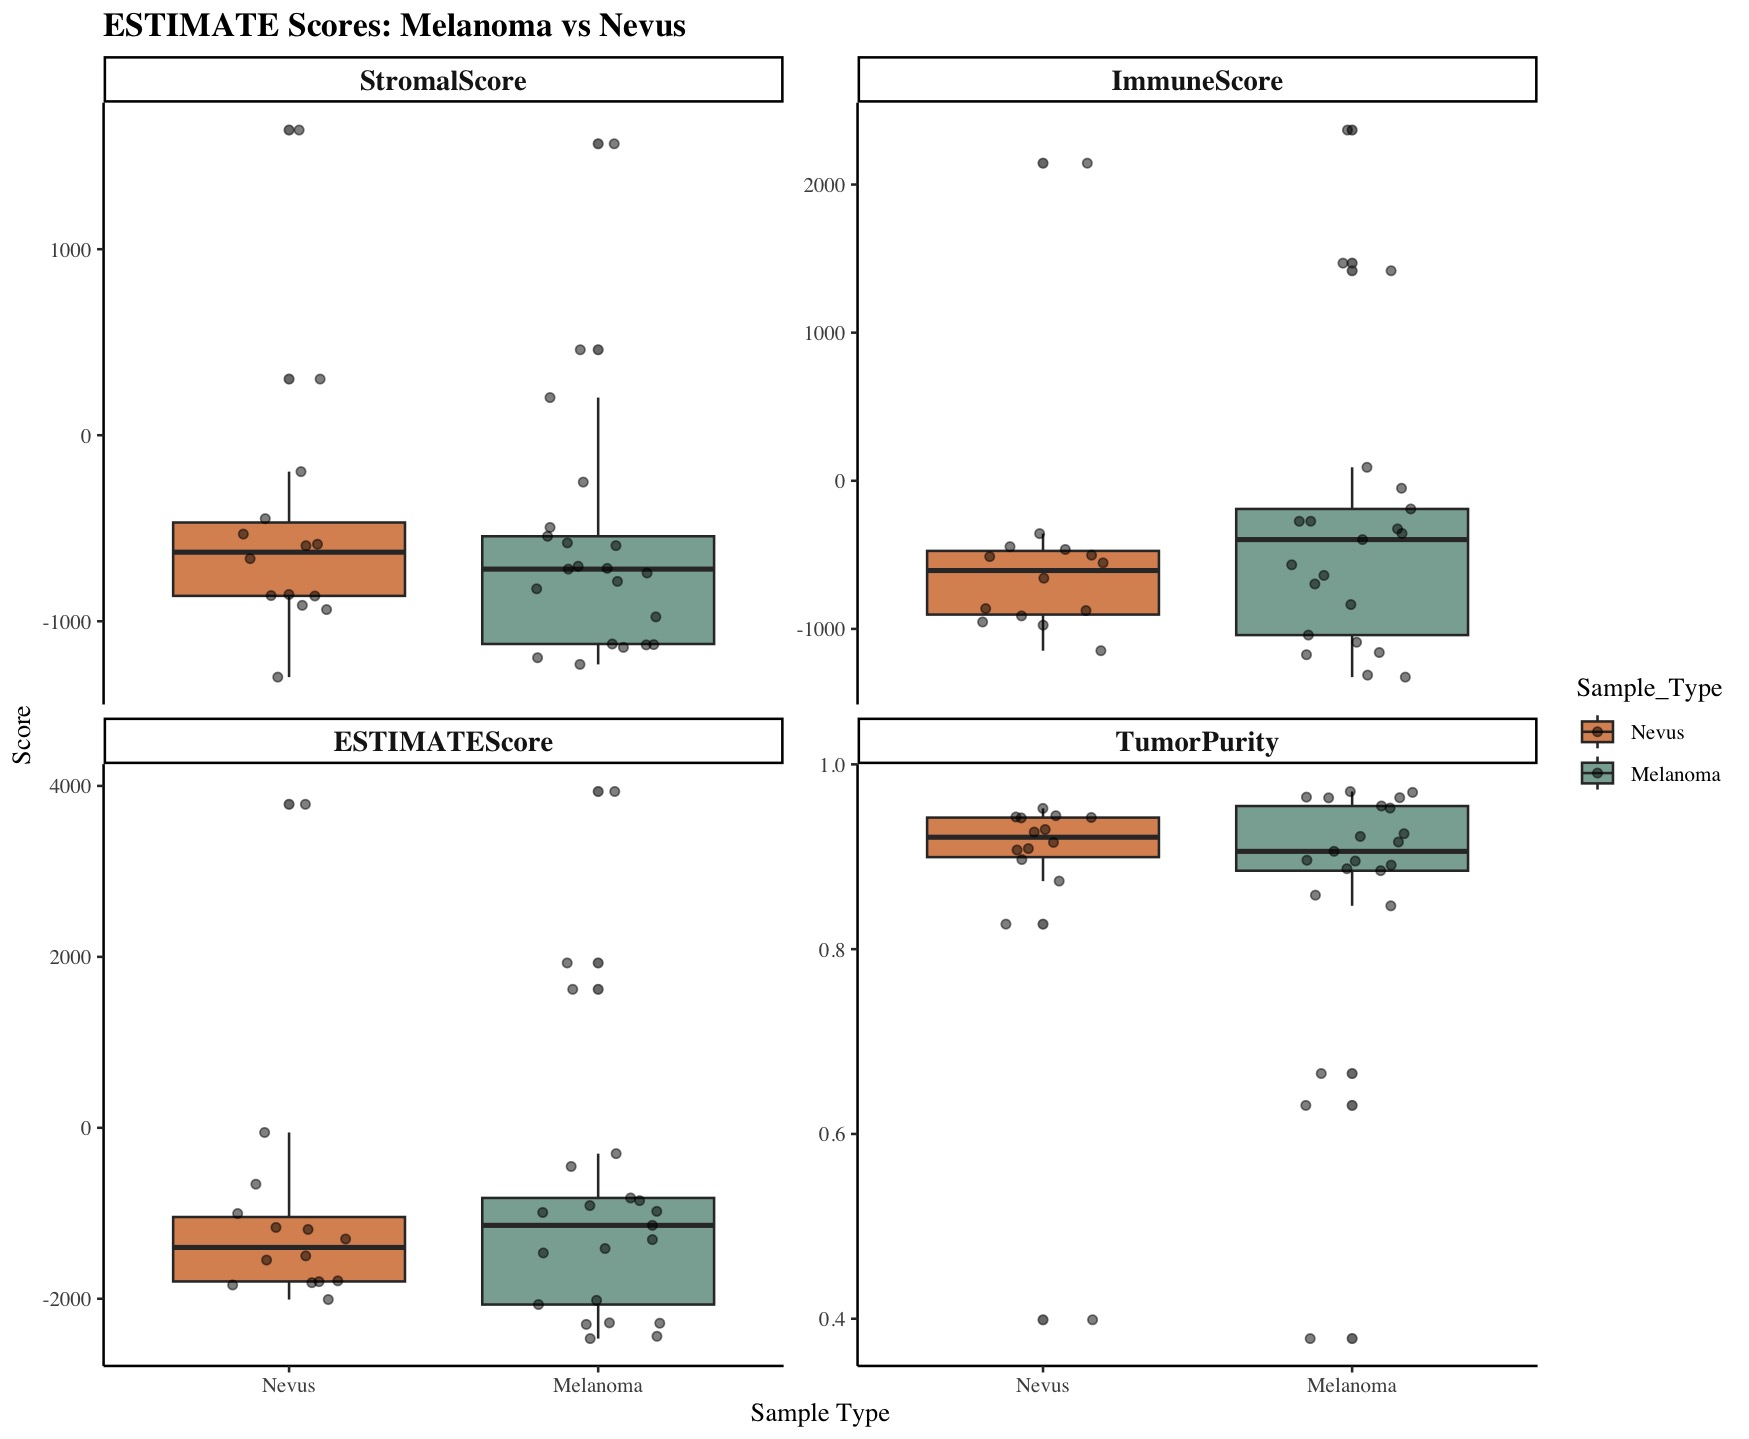 ESTIMATE Scores: Melanoma vs Nevus
StromalScore
ImmuneScore
1000
0
-1000
2000
1000
0
-1000
Score
ESTIMATEScore
TumorPurity
4000
2000
0
-2000
1.0
0.8
0.6
0.4
Nevus
Melanoma
Nevus
Melanoma
Sample Type
Sample_Type
Nevus
Melanoma